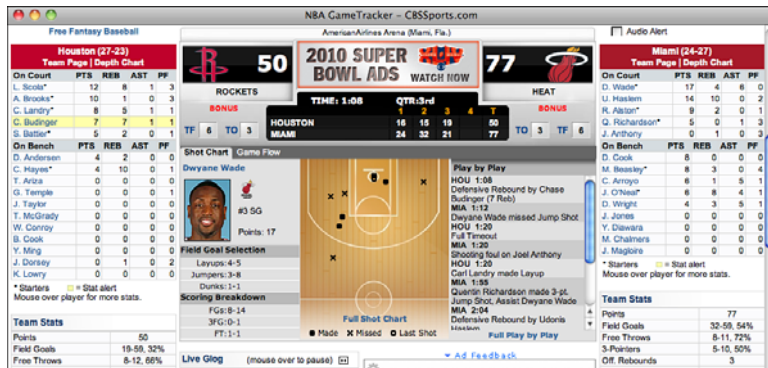 NBA GameTracker – CBSSports.com
Free Fantasy Baseball
Houston (27-23)
Team Page | Depth Chart
On Court PTS REB AST PF
L. Scola* 12 8 1 3
A. Brooks* 10 1 0 3
C. Landry* 8 5 1 1
C. Budinger 7 7 1 1
S. Battier* 5 2 0 1
On Bench PTS REB AST PF
D. Andersen 4 2 0 0
C. Hayes* 4 10 0 1
T. Ariza 0 0 0 0
G. Temple 0 0 0 1
J. Taylor 0 0 0 0
T. McGrady 0 0 0 0
W. Conroy 0 0 0 0
B. Cook 0 0 0 0
Y. Ming 0 0 0 0
J. Dorsey 0 1 0 2
K. Lowry 0 0 0 0
* Starters = Stat alert
Mouse over player for more stats.
Team Stats
Points 50
Field Goals 19-59, 32%
Free Throws 8-12, 66%
AmericanAirlines Arena (Miami, Fla.)
50
ROCKETS
2010 SUPER
BOWL ADS WATCH NOW
77
HEAT
BONUS
TF 6 TO 3
TIME: 1:08 QTR:3rd
1 2 3 4 T
HOUSTON 16 15 19 50
MIAMI 24 32 21 77
BONUS
TO 3 TF 6
Shot Chart Game Flow
Dwyane Wade
#3 SG
Points: 17
Field Goal Selection
Layups: 4-5
Jumpers: 3-8
Dunks: 1-1
Scoring Breakdown
FGs: 8-14
3FG: 0-1
FT: 1-1
Full Shot Chart
Made Missed Last Shot
Play by Play
HOU 1:08
Defensive Rebound by Chase
Budinger (7 Reb)
MIA 1:12
Dwyane Wade missed Jump Shot
HOU 1:20
Full Timeout
MIA 1:20
Shooting foul on Joel Anthony
HOU 1:20
Carl Landry made Layup
MIA 1:55
Quentin Richardson made 3-pt.
Jump Shot, Assist Dwyane Wade
MIA 2:04
Defensive Rebound by Udonis
Haslem
Full Play by Play
Live Glog (mouse over to pause)
Ad Feedback
Audio Alert
Miami (24-27)
Team Page | Depth Chart
On Court PTS REB AST PF
D. Wade* 17 4 6 0
U. Haslem 14 10 0 2
R. Alston* 9 2 0 1
Q. Richardson* 5 0 1 3
J. Anthony 0 1 0 3
On Bench PTS REB AST PF
D. Cook 8 0 0 0
M. Beasley* 8 3 0 4
C. Arroyo 6 1 5 1
J. O'Neal* 6 8 4 1
D. Wright 4 3 5 1
J. Jones 0 0 0 0
Y. Diawara 0 0 0 0
M. Chalmers 0 0 0 0
J. Magloire 0 0 0 0
* Starters = Stat alert
Mouse over player for more stats.
Team Stats
Points 77
Field Goals 32-59, 54%
Free Throws 8-11, 72%
3-Pointers 5-10, 50%
Off. Rebounds 3